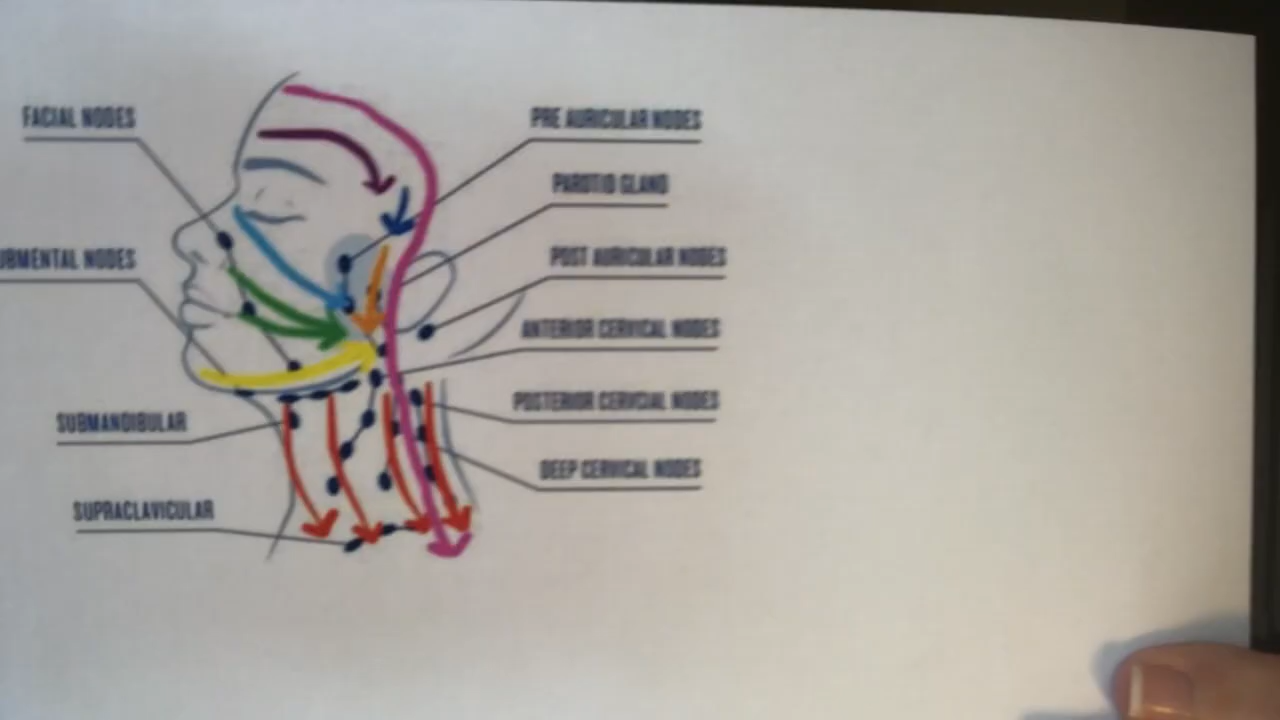 FACIAL NODES
UBMENTAL NODES
SUBMANDIBULAR
SUPRACLAVICULAR
PRE AURICULAR NODES
PAROTID GLAND
POST AURICULAR NODES
ANTERIOR CERVICAL NODES
POSTERIOR CERVCIAL NODES
DEEP CERVICAL NODES